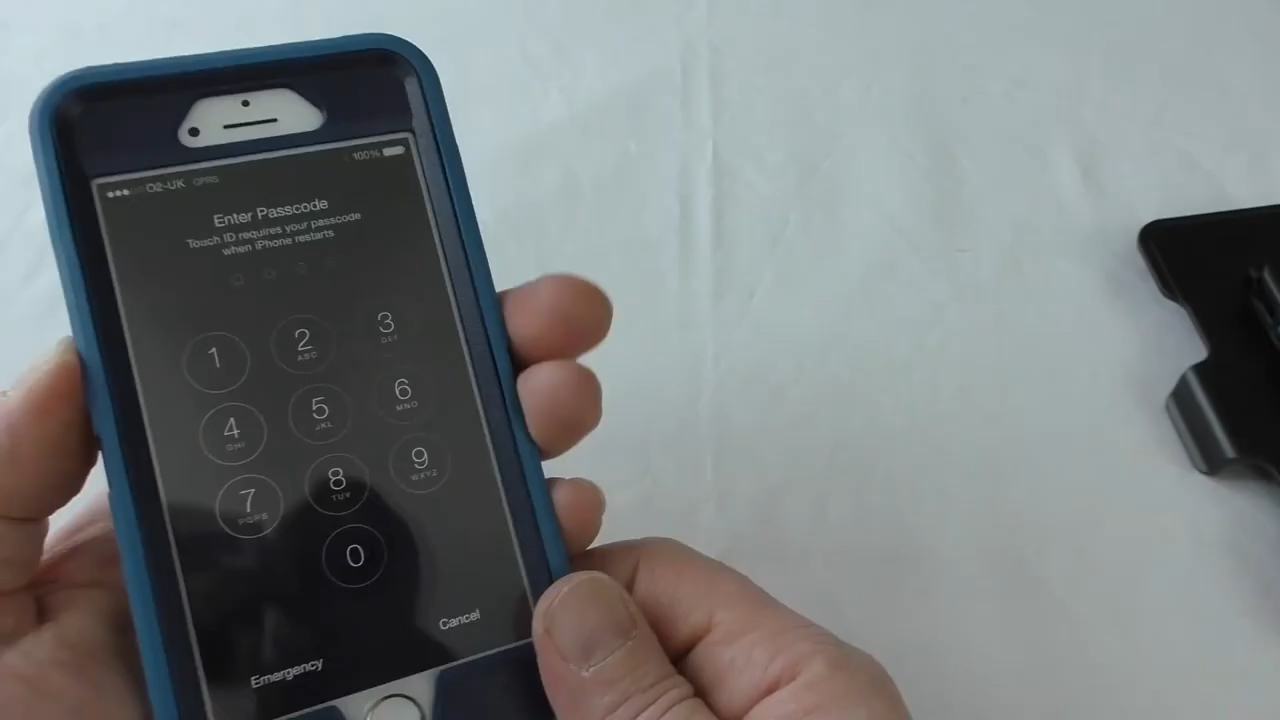 O2-UK GPRS 100%
Enter Passcode
Touch ID requires your passcode
when iPhone restarts
1 2 3
ABC DEF
4 5 6
GHI JKL MNO
7 8 9
PQRS TUV WXYZ
0
Cancel
Emergency